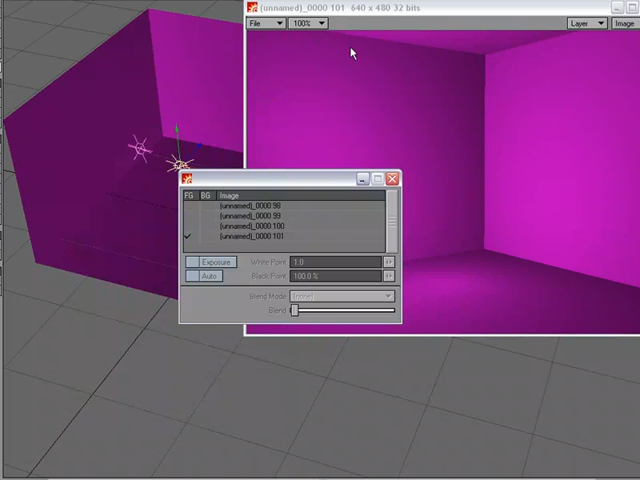 (unnamed)_0000 101 640 x 480 32 bits
File 100% Layer Image
FG BG Image
(unnamed)_0000 98
(unnamed)_0000 99
(unnamed)_0000 100
(unnamed)_0000 101
Exposure White Point 1.0
Auto Black Point 100.0 %
Blend Mode (none)
Blend